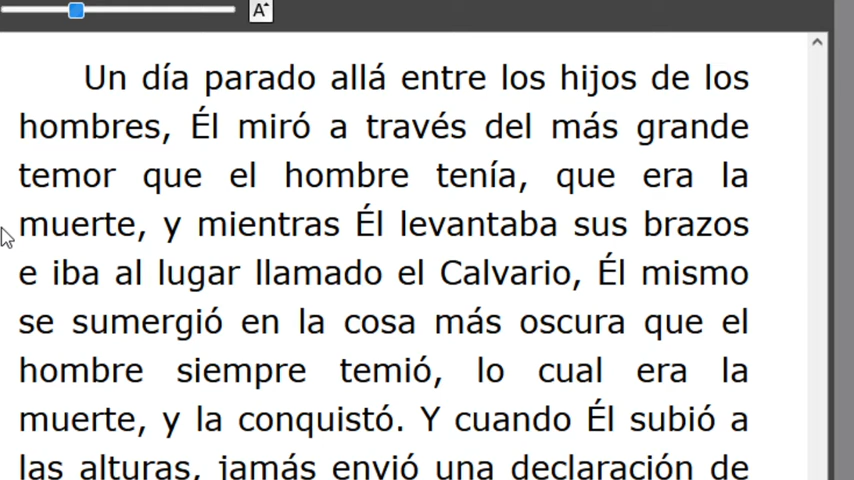 A
Un día parado allá entre los hijos de los
hombres, Él miró a través del más grande
temor que el hombre tenía, que era la
muerte, y mientras Él levantaba sus brazos
e iba al lugar llamado el Calvario, Él mismo
se sumergió en la cosa más oscura que el
hombre siempre temió, lo cual era la
muerte, y la conquistó. Y cuando Él subió a
las alturas, jamás envió una declaración de